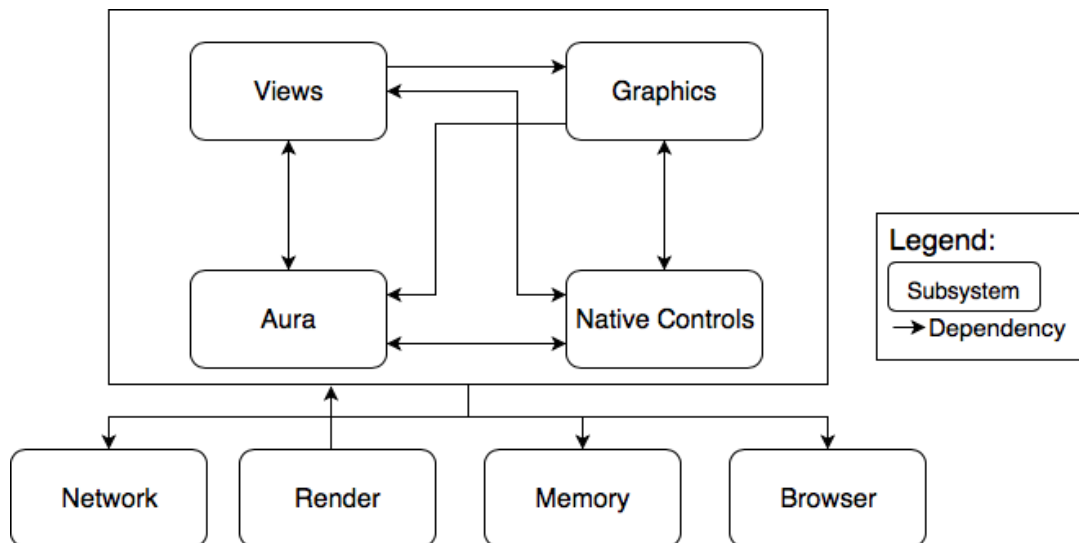 Views
Graphics
Aura
Native Controls
Legend:
Subsystem
Dependency
Network
Render
Memory
Browser